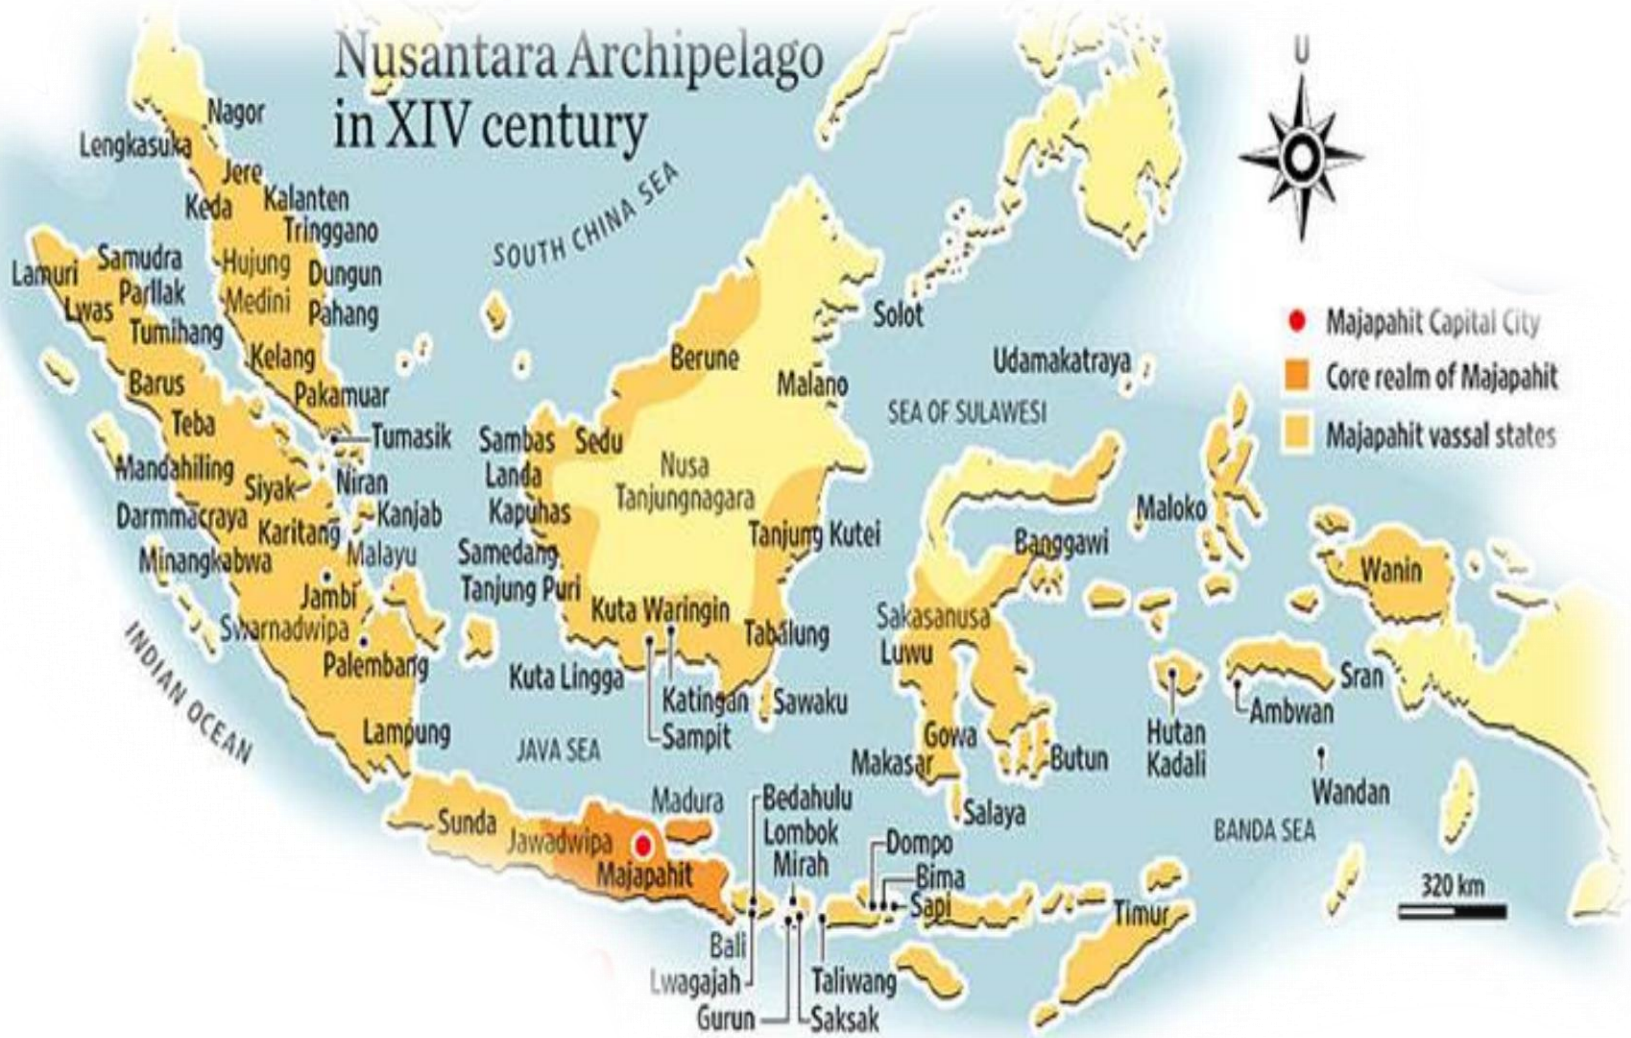 Nusantara Archipelago
in XIV century
U
Nagor
Lengkasuka
Jere
Keda
Kalanten
Tringgano
Hujung
Medini
Dungun
Pahang
Kelang
Pakamuar
Tumasik
Lamuri
Samudra
Lwas
Parllak
Tumihang
Barus
Teba
Mandahiling
Siyak
Niran
Kanjab
Darmmacraya
Karitang
Minangkabwa
Malayu
Jambi
Swarnadwipa
Palembang
Lampung
INDIAN OCEAN
SOUTH CHINA SEA
Berune
Malano
Solot
Sambas
Sedu
Landa
Kapuhas
Nusa
Tanjungnagara
Samedang
Tanjung Puri
Tanjung Kutei
Kuta Waringin
Tabalung
Kuta Lingga
Katingan
Sampit
Sawaku
JAVA SEA
Udamakatraya
SEA OF SULAWESI
Banggawi
Sakasanusa
Luwu
Gowa
Makasar
Butun
Salaya
Maloko
Wanin
Hutan
Kadali
Ambwan
Sran
Wandan
BANDA SEA
Sunda
Jawadwipa
Majapahit
Madura
Bedahulu
Lombok
Mirah
Dompo
Bima
Sapi
Bali
Lwagajah
Gurun
Taliwang
Saksak
Timur
Majapahit Capital City
Core realm of Majapahit
Majapahit vassal states
320 km